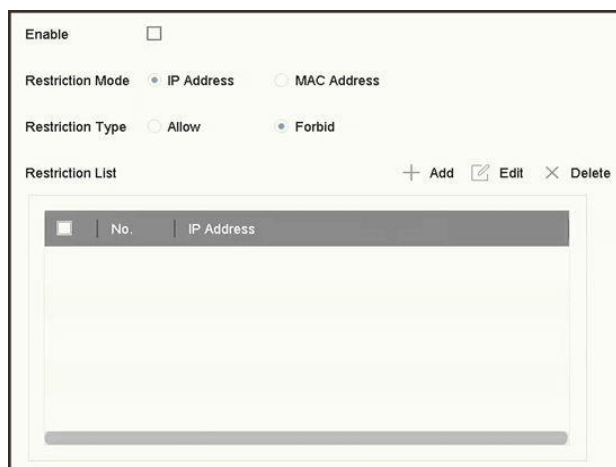 Enable
Restriction Mode IP Address MAC Address
Restriction Type Allow Forbid
Restriction List Add Edit Delete
No. IP Address